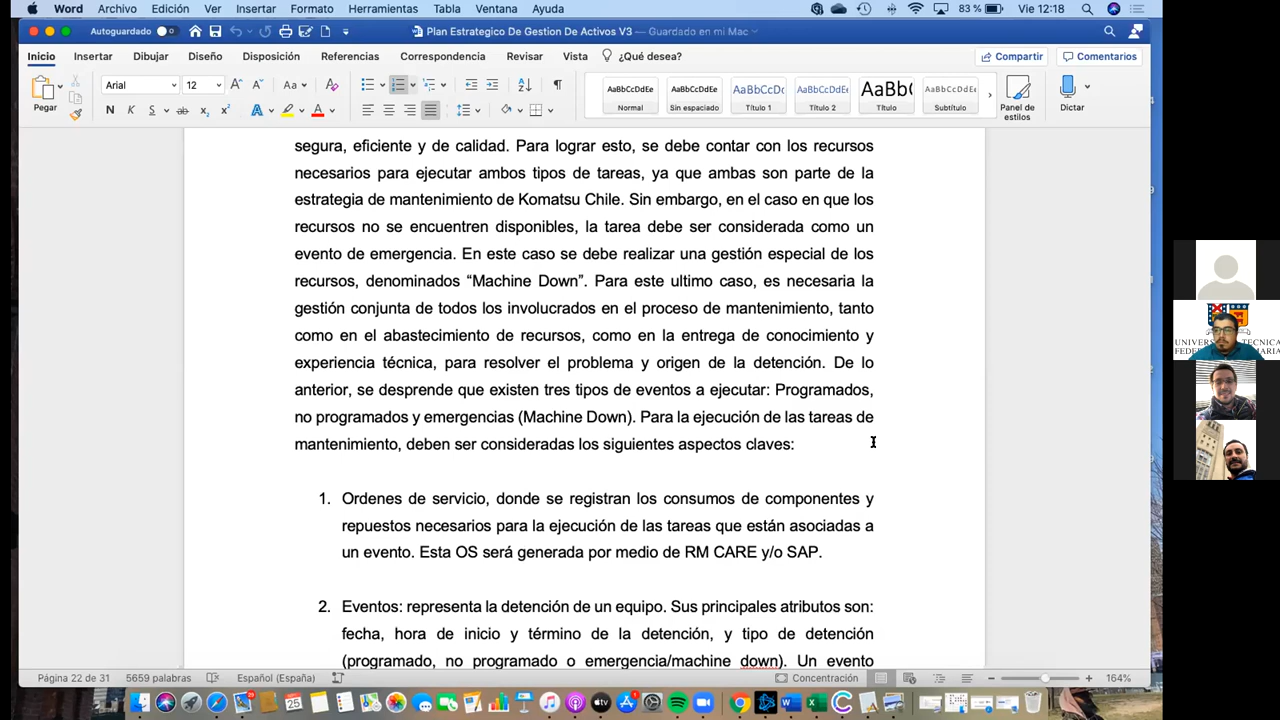 Word Archivo Edición Ver Insertar Formato Herramientas Tabla Ventana Ayuda 83 % Vie 12:18
Autoguardado Plan Estrategico De Gestion De Activos V3 — Guardado en mi Mac
Inicio Insertar Dibujar Diseño Disposición Referencias Correspondencia Revisar Vista ¿Qué desea? Compartir Comentarios
Arial 12
Pegar
N K S ab x₂ x²
AaBbCcDdEe AaBbCcDdEe AaBbCcDc AaBbCcDdEe AaBb( AaBbCcDdEe
Normal Sin espaciado Título 1 Título 2 Título Subtítulo
Panel de estilos Dictar
segura, eficiente y de calidad. Para lograr esto, se debe contar con los recursos
necesarios para ejecutar ambos tipos de tareas, ya que ambas son parte de la
estrategia de mantenimiento de Komatsu Chile. Sin embargo, en el caso en que los
recursos no se encuentren disponibles, la tarea debe ser considerada como un
evento de emergencia. En este caso se debe realizar una gestión especial de los
recursos, denominados “Machine Down”. Para este ultimo caso, es necesaria la
gestión conjunta de todos los involucrados en el proceso de mantenimiento, tanto
como en el abastecimiento de recursos, como en la entrega de conocimiento y
experiencia técnica, para resolver el problema y origen de la detención. De lo
anterior, se desprende que existen tres tipos de eventos a ejecutar: Programados,
no programados y emergencias (Machine Down). Para la ejecución de las tareas de
mantenimiento, deben ser consideradas los siguientes aspectos claves:
1. Ordenes de servicio, donde se registran los consumos de componentes y
repuestos necesarios para la ejecución de las tareas que están asociadas a
un evento. Esta OS será generada por medio de RM CARE y/o SAP.
2. Eventos: representa la detención de un equipo. Sus principales atributos son:
fecha, hora de inicio y término de la detención, y tipo de detención
(programado, no programado o emergencia/machine down). Un evento
Página 22 de 31 5659 palabras Español (España) Concentración 164%